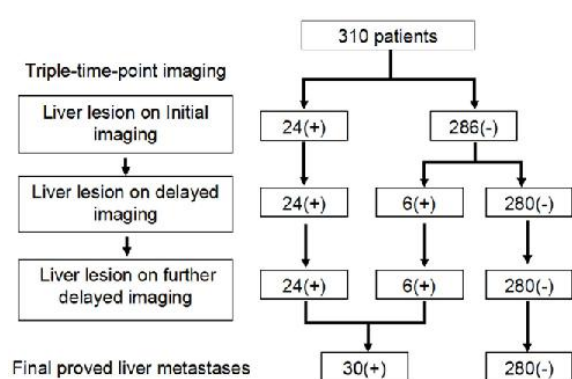 310 patients
Triple-time-point imaging
Liver lesion on Initial
imaging
24(+) 286(-)
Liver lesion on delayed
imaging
24(+) 6(+) 280(-)
Liver lesion on further
delayed imaging
24(+) 6(+) 280(-)
Final proved liver metastases 30(+) 280(-)